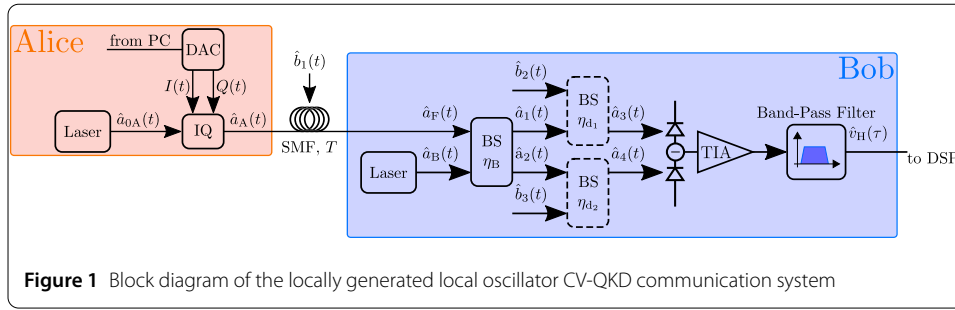 Alice
from PC
DAC
I(t)
Q(t)
Laser
â₀A(t)
IQ
âA(t)
b̂₁(t)
SMF, T
Bob
b̂₂(t)
âF(t)
BS
ηB
â₁(t)
BS
ηd₁
â₃(t)
Laser
âB(t)
â₂(t)
BS
ηd₂
â₄(t)
b̂₃(t)
−
TIA
Band-Pass Filter
v̂H(τ)
to DSP
Figure 1 Block diagram of the locally generated local oscillator CV-QKD communication system